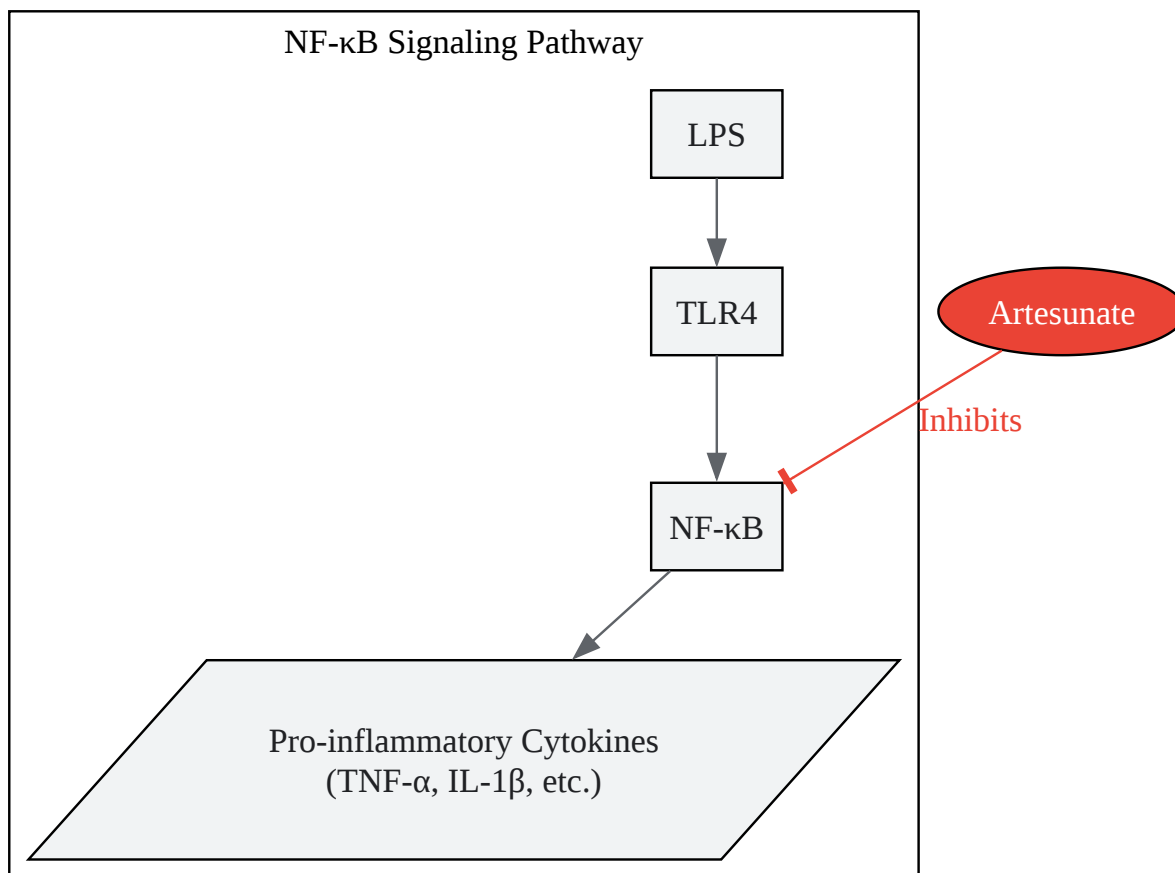 NF-κB Signaling Pathway
LPS
TLR4
Artesunate
Inhibits
NF-κB
Pro-inflammatory Cytokines
(TNF-α, IL-1β, etc.)